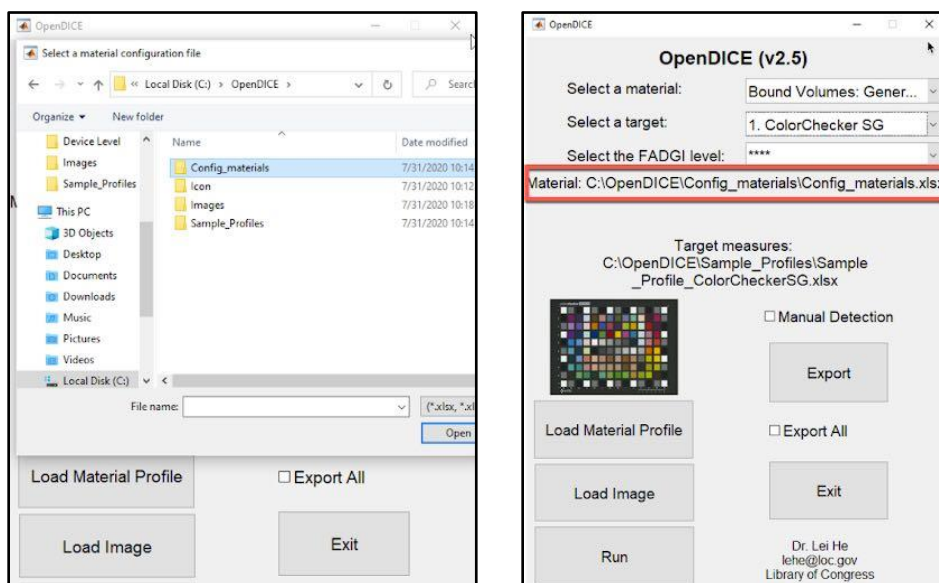 OpenDICE
Select a material configuration file
« Local Disk (C:) › OpenDICE ›
Organize
New folder
Name
Date modified
Device Level
Images
Sample_Profiles
This PC
3D Objects
Desktop
Documents
Downloads
Music
Pictures
Videos
Local Disk (C:)
Config_materials 7/31/2020 10:14
Icon 7/31/2020 10:12
Images 7/31/2020 10:18
Sample_Profiles 7/31/2020 10:14
File name:
(*.xlsx, *.xl
Open
Load Material Profile
Export All
Load Image
Exit
OpenDICE
OpenDICE (v2.5)
Select a material: Bound Volumes: Gener...
Select a target: 1. ColorChecker SG
Select the FADGI level: ****
Material: C:\OpenDICE\Config_materials\Config_materials.xlsx
Target measures:
C:\OpenDICE\Sample_Profiles\Sample
_Profile_ColorCheckerSG.xlsx
Manual Detection
Export
Load Material Profile
Export All
Load Image
Exit
Run
Dr. Lei He
lehe@loc.gov
Library of Congress